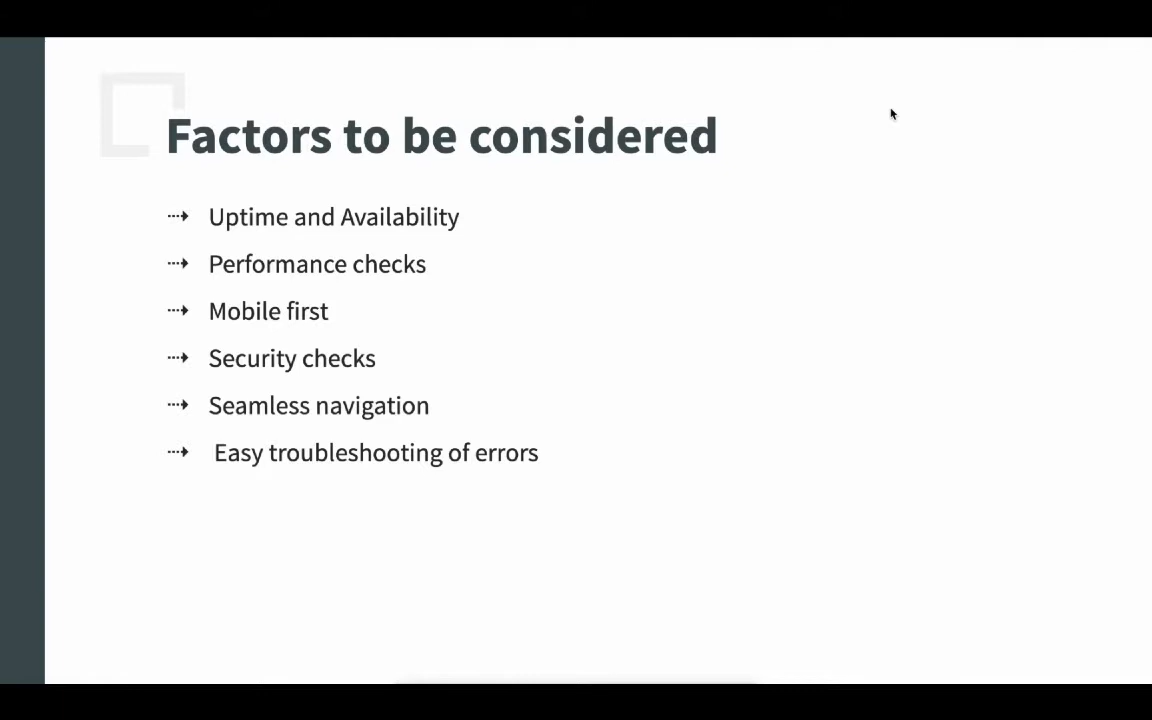 Factors to be considered
Uptime and Availability
Performance checks
Mobile first
Security checks
Seamless navigation
Easy troubleshooting of errors